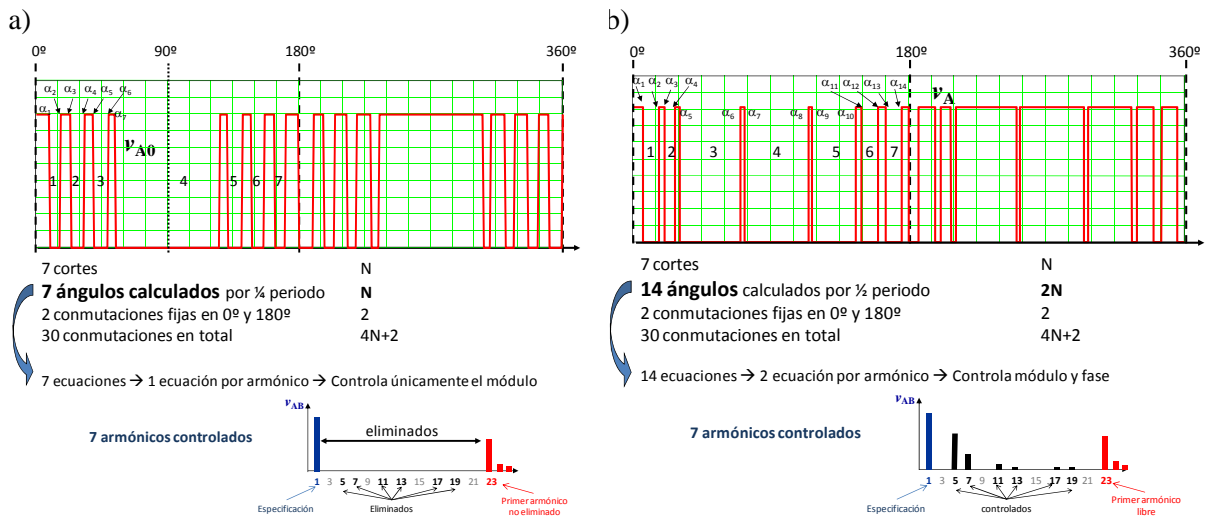 a)
0º 90º 180º 360º
α2 α3 α4 α5 α6
α1 α7
vA0
1 2 3 4 5 6 7
7 cortes N
7 ángulos calculados por ¼ periodo N
2 conmutaciones fijas en 0º y 180º 2
30 conmutaciones en total 4N+2
7 ecuaciones → 1 ecuación por armónico → Controla únicamente el módulo
vAB
7 armónicos controlados
eliminados
1 3 5 7 9 11 13 15 17 19 21 23
Especificación
Eliminados
Primer armónico
no eliminado
b)
0º 180º 360º
α1 α2 α3 α4
α5 α6 α7 α8 α9 α10
α11 α12 α13 α14
vA
1 2 3 4 5 6 7
7 cortes N
14 ángulos calculados por ½ periodo 2N
2 conmutaciones fijas en 0º y 180º 2
30 conmutaciones en total 4N+2
14 ecuaciones → 2 ecuación por armónico → Controla módulo y fase
vAB
7 armónicos controlados
1 3 5 7 9 11 13 15 17 19 21 23
Especificación
controlados
Primer armónico
libre